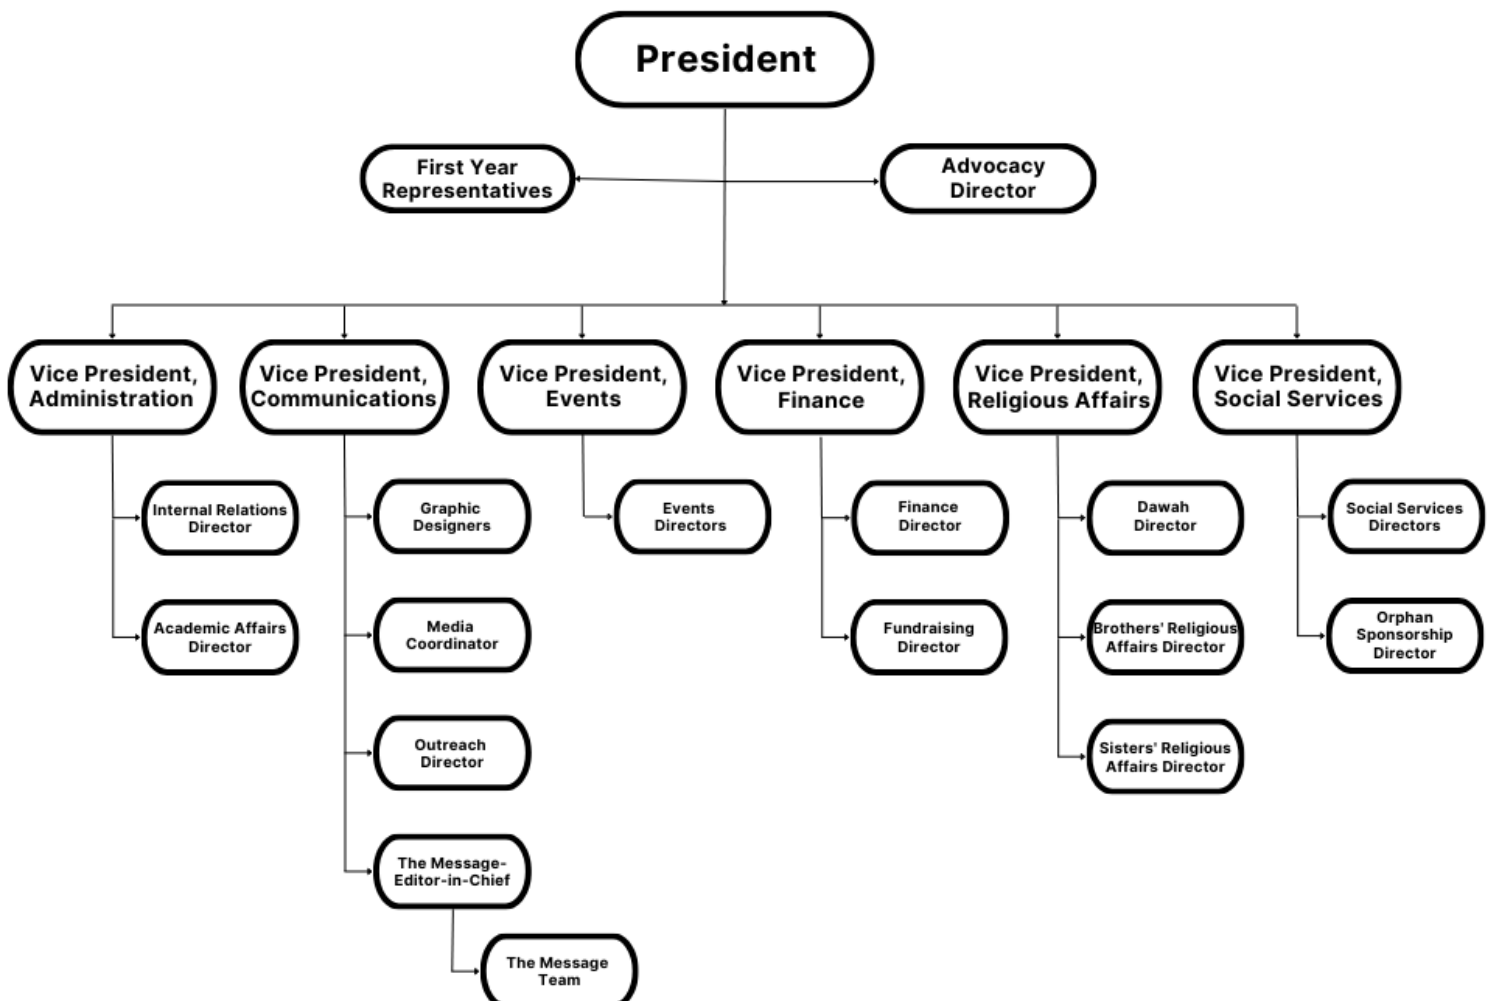 President
First Year
Representatives
Advocacy
Director
Vice President,
Administration
Vice President,
Communications
Vice President,
Events
Vice President,
Finance
Vice President,
Religious Affairs
Vice President,
Social Services
Internal Relations
Director
Graphic
Designers
Events
Directors
Finance
Director
Dawah
Director
Social Services
Directors
Academic Affairs
Director
Media
Coordinator
Fundraising
Director
Brothers' Religious
Affairs Director
Orphan
Sponsorship
Director
Outreach
Director
Sisters' Religious
Affairs Director
The Message-
Editor-in-Chief
The Message
Team